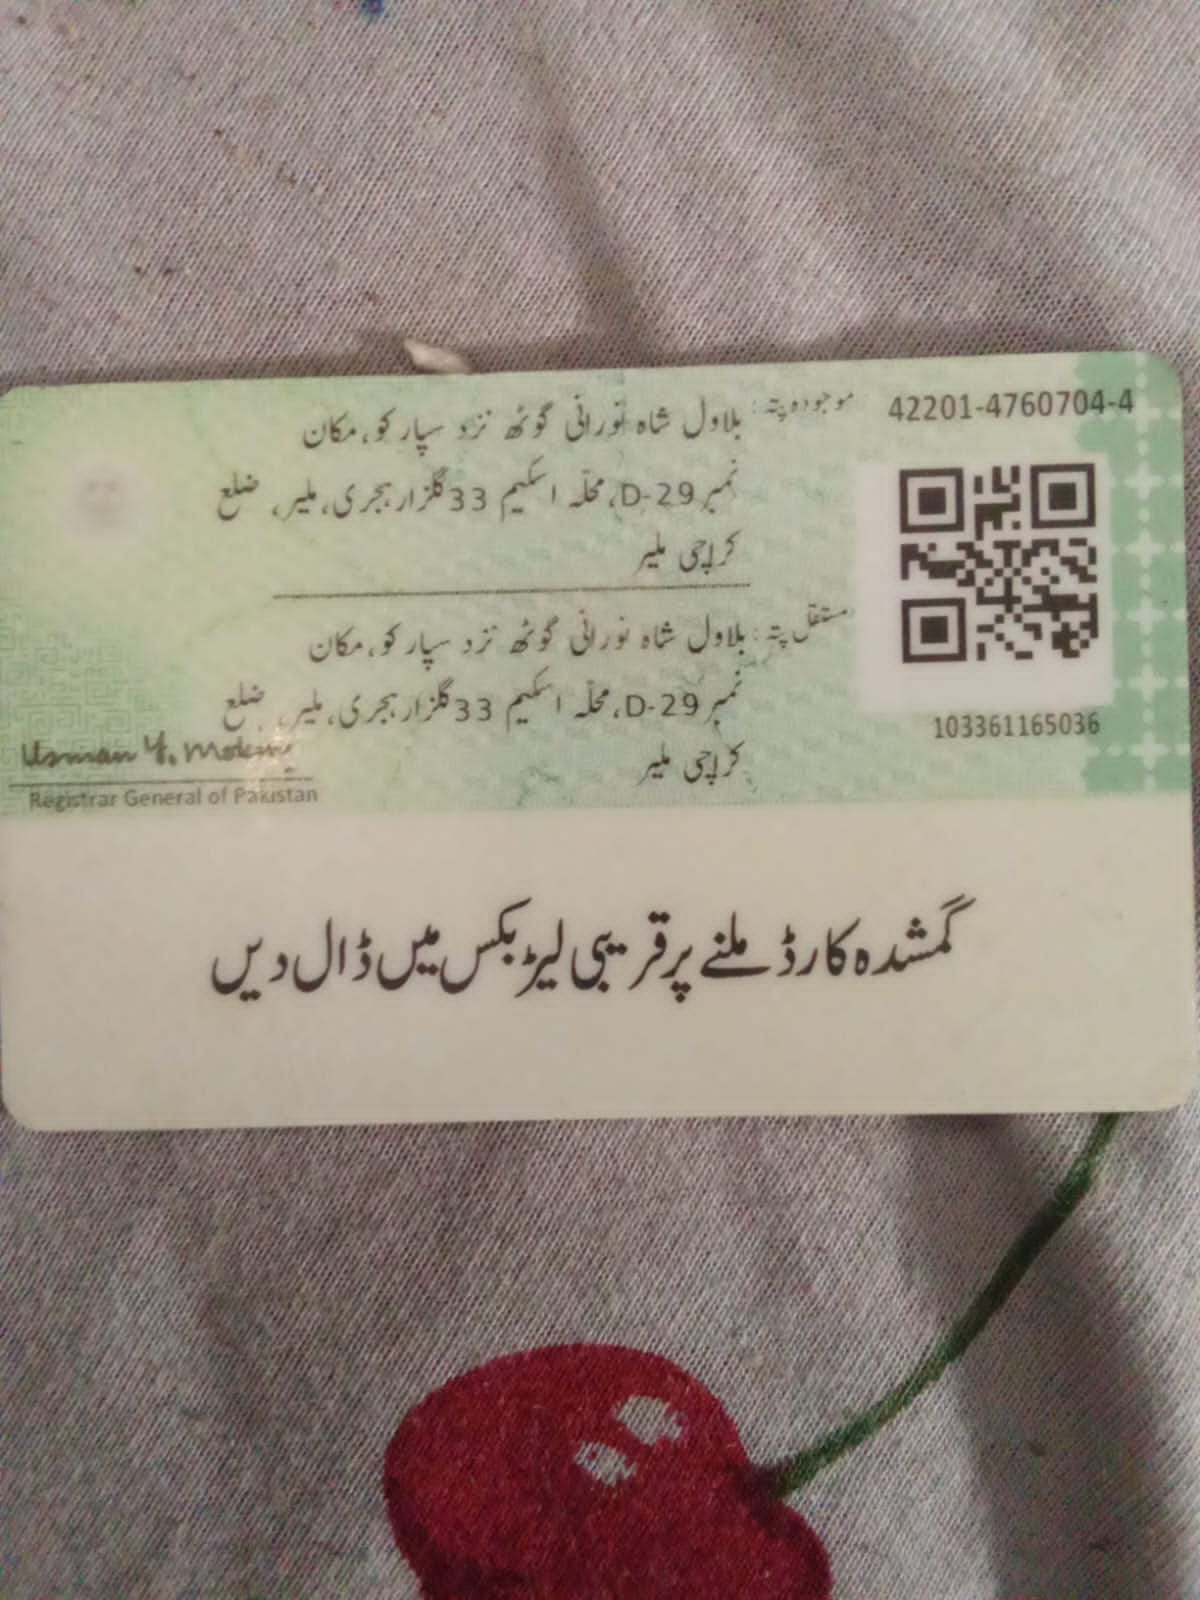 42201-4760704-4
موجودہ پتہ: بلاول شاہ نورانی گوٹھ نزد سپارکو، مکان
نمبر D-29، محلّہ اسکیم 33 گلزار ہجری، ملیر، ضلع
کراچی ملیر
مستقل پتہ: بلاول شاہ نورانی گوٹھ نزد سپارکو، مکان
نمبر D-29، محلّہ اسکیم 33 گلزار ہجری، ملیر، ضلع
کراچی ملیر
103361165036
Usman Y. Mobin
Registrar General of Pakistan
گمشدہ کارڈ ملنے پر قریبی لیٹر بکس میں ڈال دیں